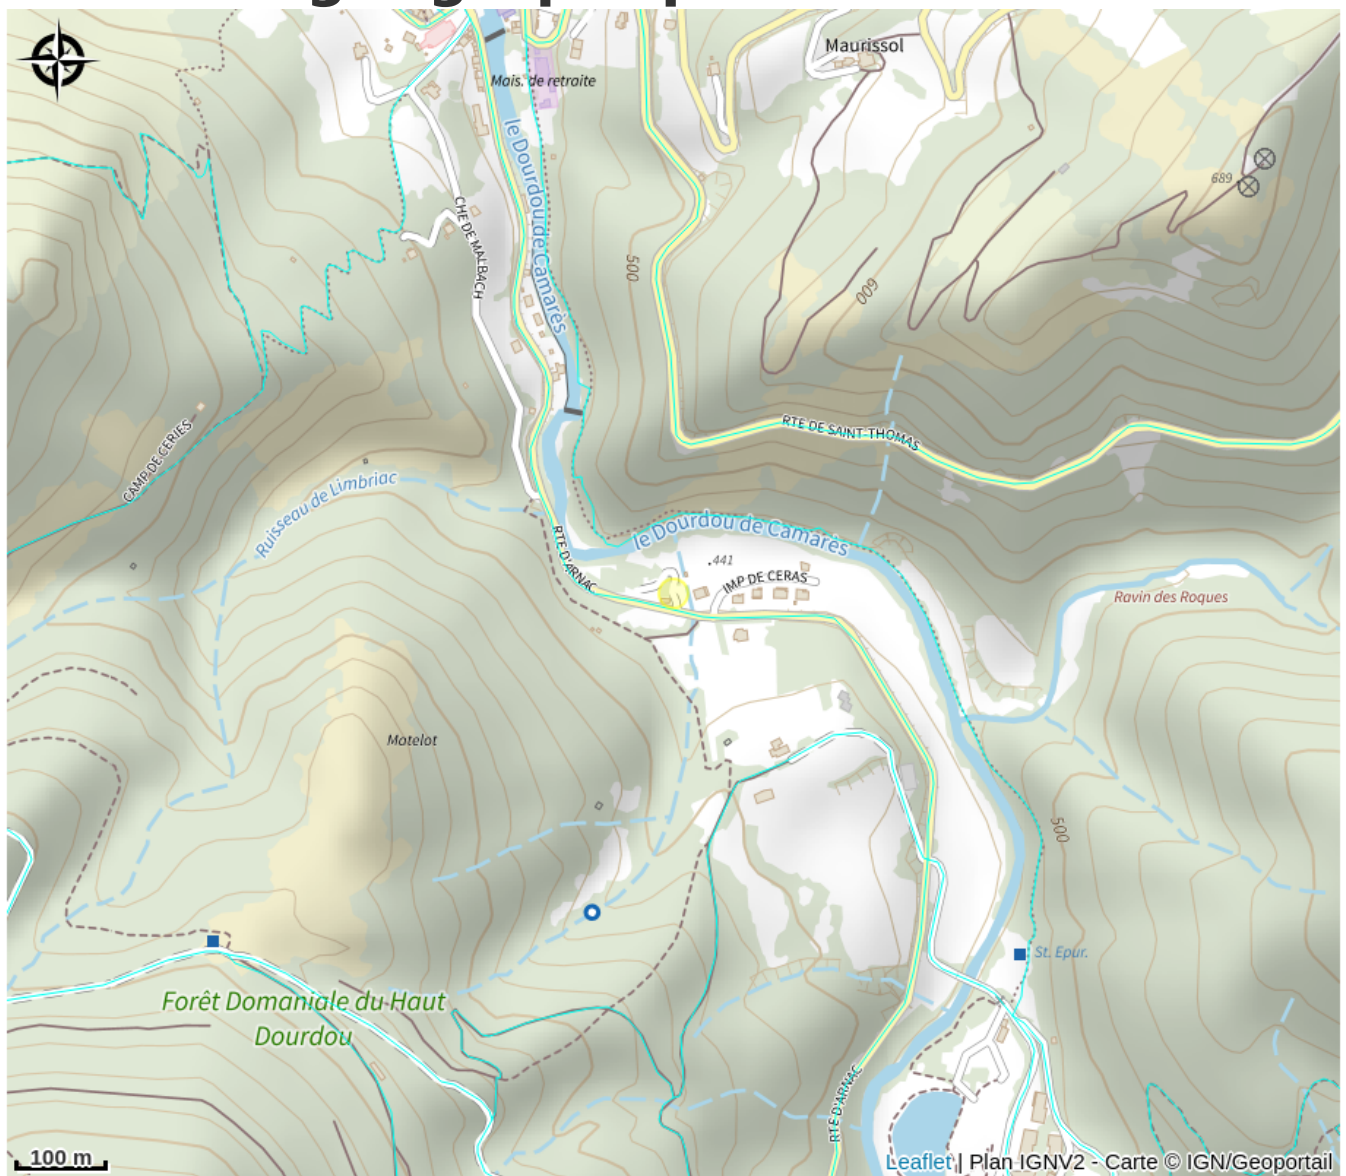 Maurissol
Mais. de retraite
le Dourdou de Camarès
689
CHE DE MALBACH
500
600
RTE DE SAINT-THOMAS
CAMP DE CERIES
Ruisseau de Limbriac
le Dourdou de Camarès
RTE D'ARNAC
.441
IMP DE CERAS
Ravin des Roques
Matelot
500
St. Epur.
Forêt Domaniale du Haut
Dourdou
RTE D'ARNAC
100 m
Leaflet | Plan IGNV2 - Carte © IGN/Geoportail